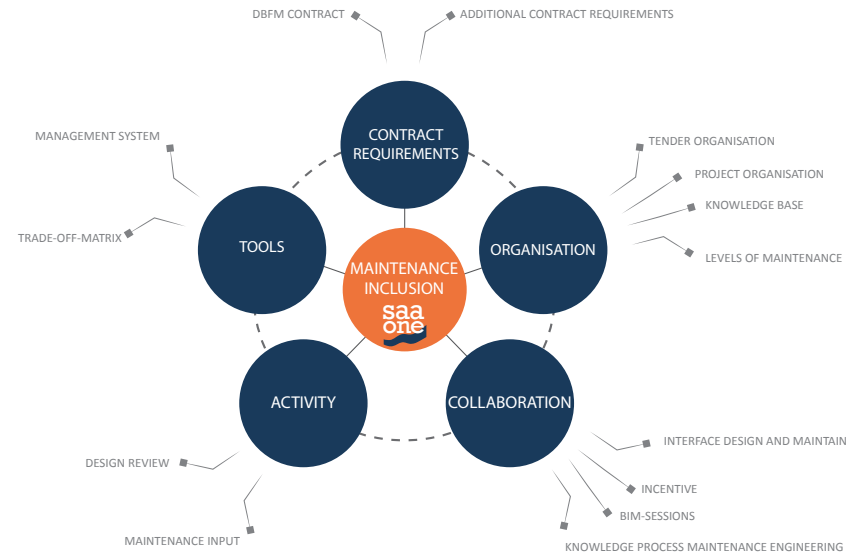 DBFM CONTRACT
ADDITIONAL CONTRACT REQUIREMENTS
CONTRACT
REQUIREMENTS
MANAGEMENT SYSTEM
TRADE-OFF-MATRIX
TOOLS
TENDER ORGANISATION
PROJECT ORGANISATION
KNOWLEDGE BASE
LEVELS OF MAINTENANCE
ORGANISATION
MAINTENANCE
INCLUSION
saa
one
ACTIVITY
COLLABORATION
DESIGN REVIEW
MAINTENANCE INPUT
INTERFACE DESIGN AND MAINTAIN
INCENTIVE
BIM-SESSIONS
KNOWLEDGE PROCESS MAINTENANCE ENGINEERING